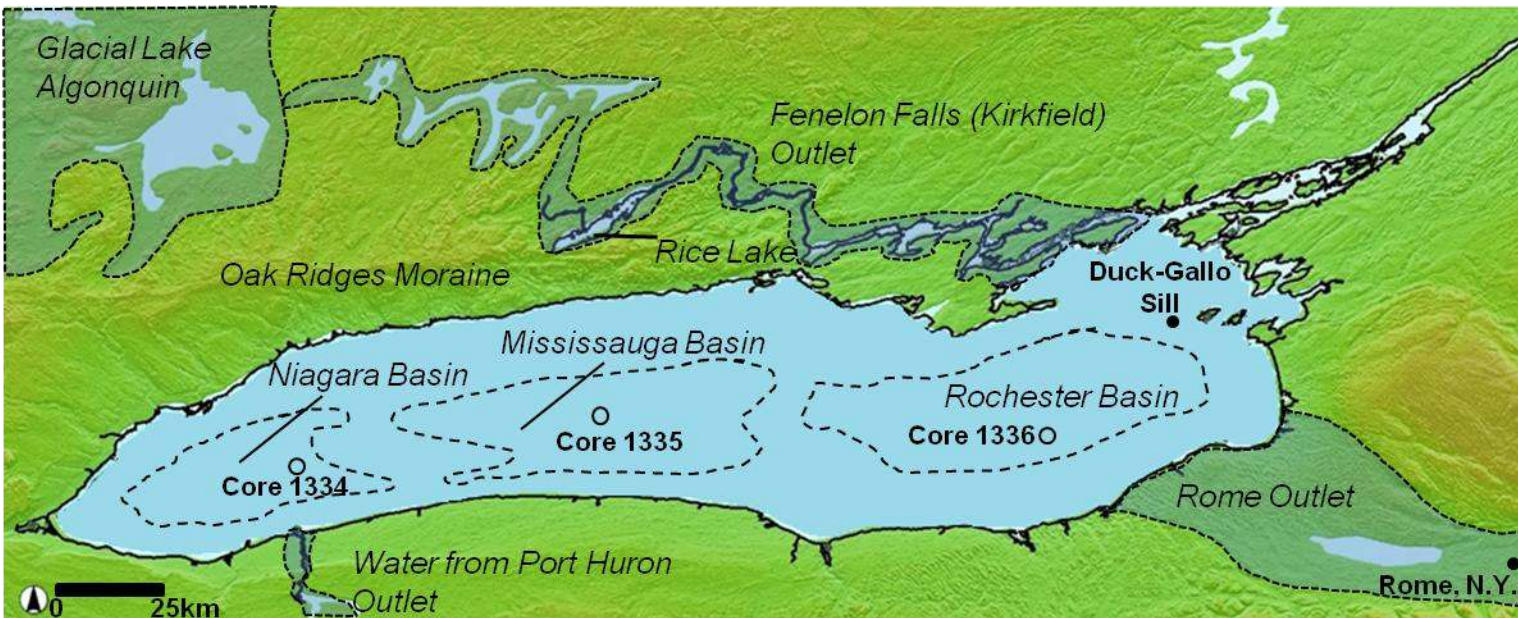 Glacial Lake
Algonquin
Fenelon Falls (Kirkfield)
Outlet
Rice Lake
Oak Ridges Moraine
Duck-Gallo
Sill
Mississauga Basin
Niagara Basin
Rochester Basin
Core 1335
Core 1336
Core 1334
Rome Outlet
Water from Port Huron
Outlet
Rome, N.Y.
0 25km